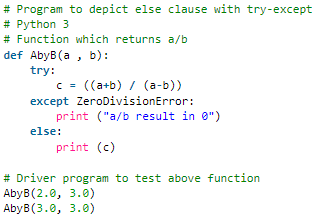 # Program to depict else clause with try-except
# Python 3
# Function which returns a/b
def AbyB(a , b):
    try:
        c = ((a+b) / (a-b))
    except ZeroDivisionError:
        print ("a/b result in 0")
    else:
        print (c)

# Driver program to test above function
AbyB(2.0, 3.0)
AbyB(3.0, 3.0)